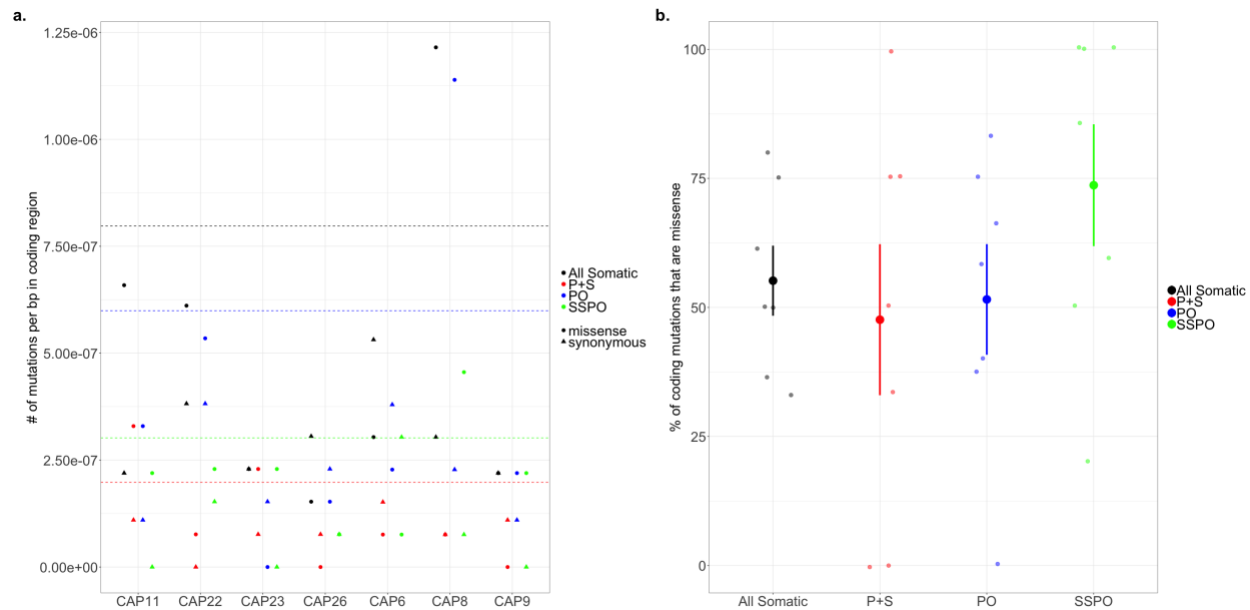 a.
# of mutations per bp in coding region
1.25e-06
1.00e-06
7.50e-07
5.00e-07
2.50e-07
0.00e+00
CAP11 CAP22 CAP23 CAP26 CAP6 CAP8 CAP9
All Somatic
P+S
PO
SSPO
missense
synonymous
b.
% of coding mutations that are missense
100
75
50
25
0
All Somatic P+S PO SSPO
All Somatic
P+S
PO
SSPO